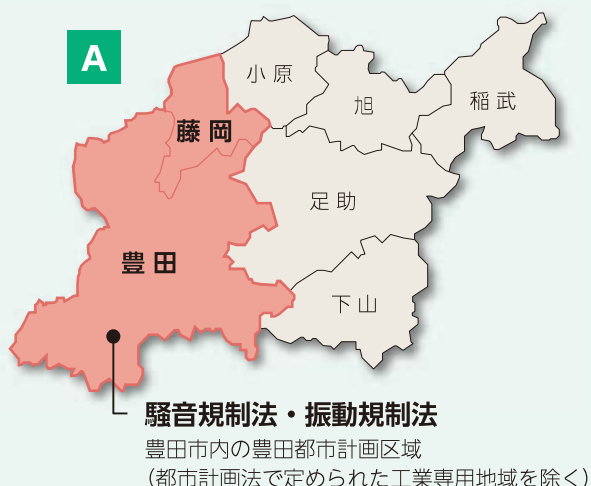 A
小原
旭
稲武
藤岡
足助
豊田
下山
騒音規制法・振動規制法
豊田市内の豊田都市計画区域
（都市計画法で定められた工業専用地域を除く）